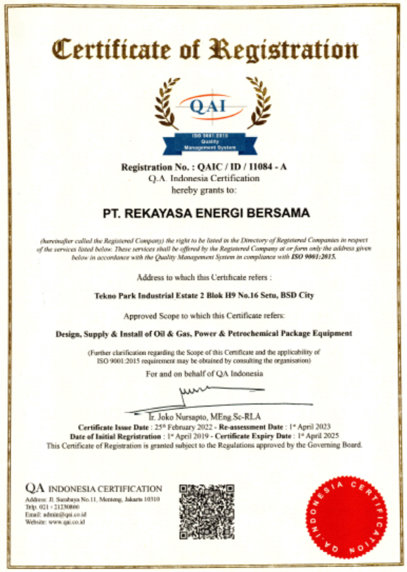 Certificate of Registration
QAI
ISO 9001:2015
Quality
Management System
Registration No. : QAIC / ID / 11084 - A
Q.A. Indonesia Certification
hereby grants to:
PT. REKAYASA ENERGI BERSAMA
(hereinafter called the Registered Company) the right to be listed in the Directory of Registered Companies in respect
of the services listed below. These services shall be offered by the Registered Company at or form only the address given
below in accordance with the Quality Management System in compliance with ISO 9001:2015.
Address to which this Certificate refers :
Tekno Park Industrial Estate 2 Blok H9 No.16 Setu, BSD City
Approved Scope to which this Certificate refers:
Design, Supply & Install of Oil & Gas, Power & Petrochemical Package Equipment
(Further clarification regarding the Scope of this Certificate and the applicability of
ISO 9001:2015 requirement may be obtained by consulting the organisation)
For and on behalf of QA Indonesia
Ir. Joko Nursapto, MEng.Sc-RLA
Certificate Issue Date : 25th February 2022 - Re-assessment Date : 1st April 2023
Date of Initial Registration : 1st April 2019 - Certificate Expiry Date : 1st April 2025
This Certificate of Registration is granted subject to the Regulations approved by the Governing Board.
QA INDONESIA CERTIFICATION
Address: Jl. Surabaya No.11, Menteng, Jakarta 10310
Telp: 021 - 21230800
Email: admin@qai.co.id
Website: www.qai.co.id
QA-INDONESIA CERTIFICATION